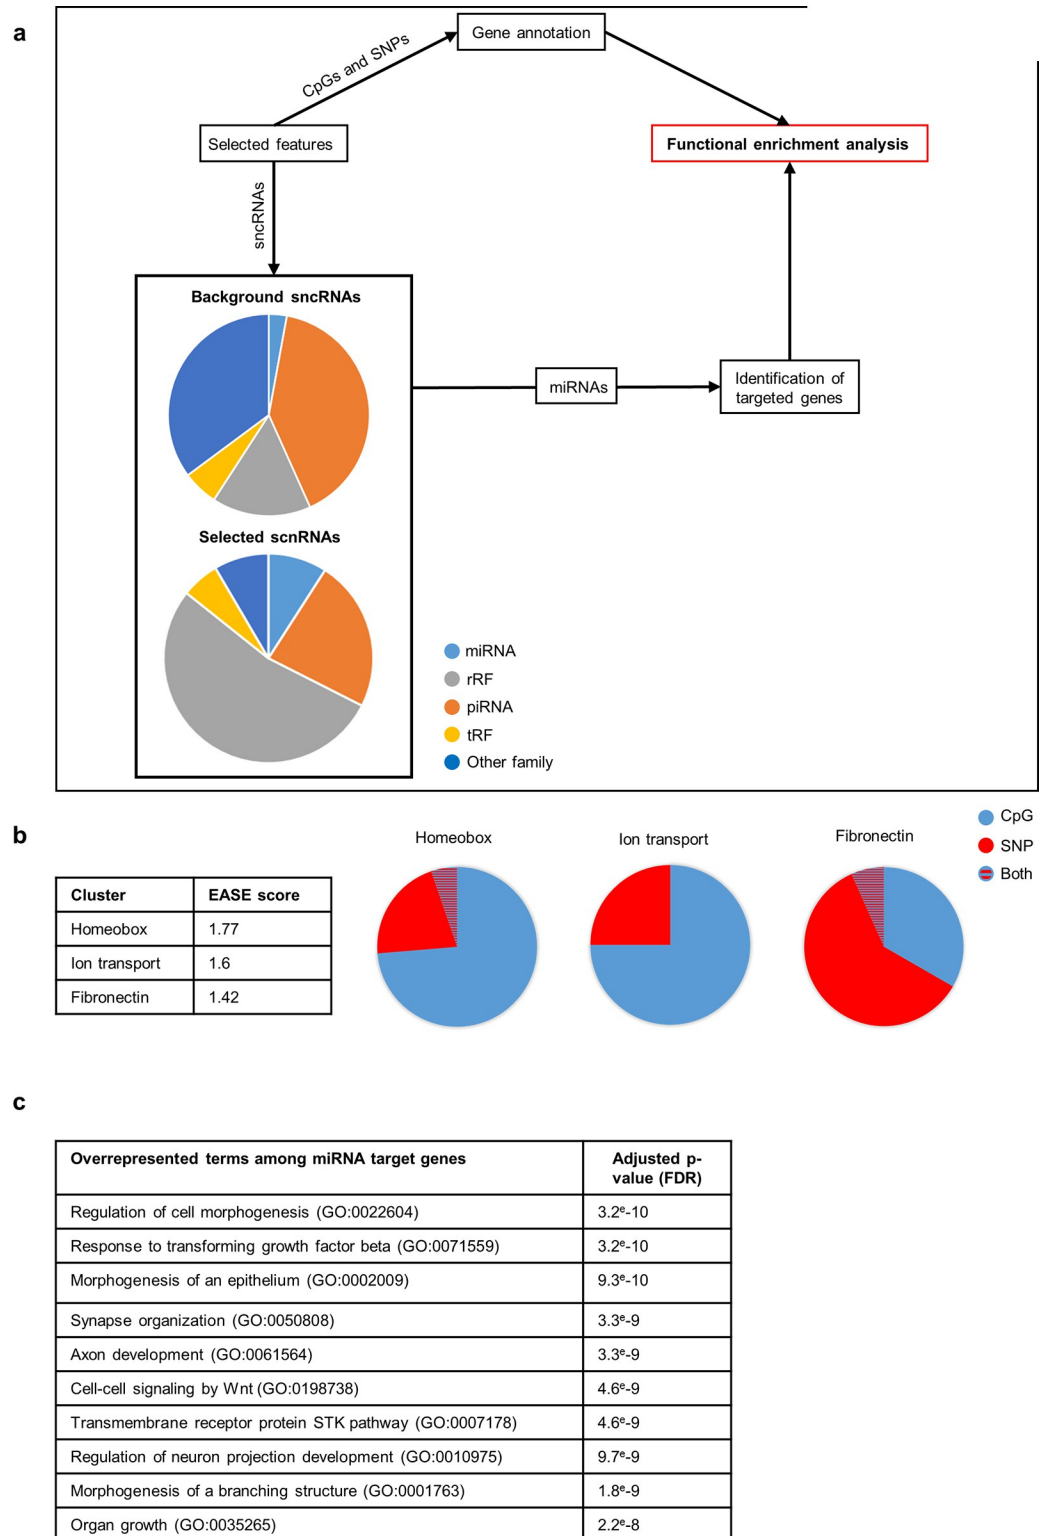 a
Gene annotation
CpGs and SNPs
Selected features
Functional enrichment analysis
sncRNAs
Background sncRNAs
miRNAs
Identification of
targeted genes
Selected scnRNAs
miRNA
rRF
piRNA
tRF
Other family
b
Homeobox
Ion transport
Fibronectin
CpG
SNP
Both
Cluster EASE score
Homeobox 1.77
Ion transport 1.6
Fibronectin 1.42
c
Overrepresented terms among miRNA target genes Adjusted p-
value (FDR)
Regulation of cell morphogenesis (GO:0022604) 3.2ᵉ-10
Response to transforming growth factor beta (GO:0071559) 3.2ᵉ-10
Morphogenesis of an epithelium (GO:0002009) 9.3ᵉ-10
Synapse organization (GO:0050808) 3.3ᵉ-9
Axon development (GO:0061564) 3.3ᵉ-9
Cell-cell signaling by Wnt (GO:0198738) 4.6ᵉ-9
Transmembrane receptor protein STK pathway (GO:0007178) 4.6ᵉ-9
Regulation of neuron projection development (GO:0010975) 9.7ᵉ-9
Morphogenesis of a branching structure (GO:0001763) 1.8ᵉ-9
Organ growth (GO:0035265) 2.2ᵉ-8